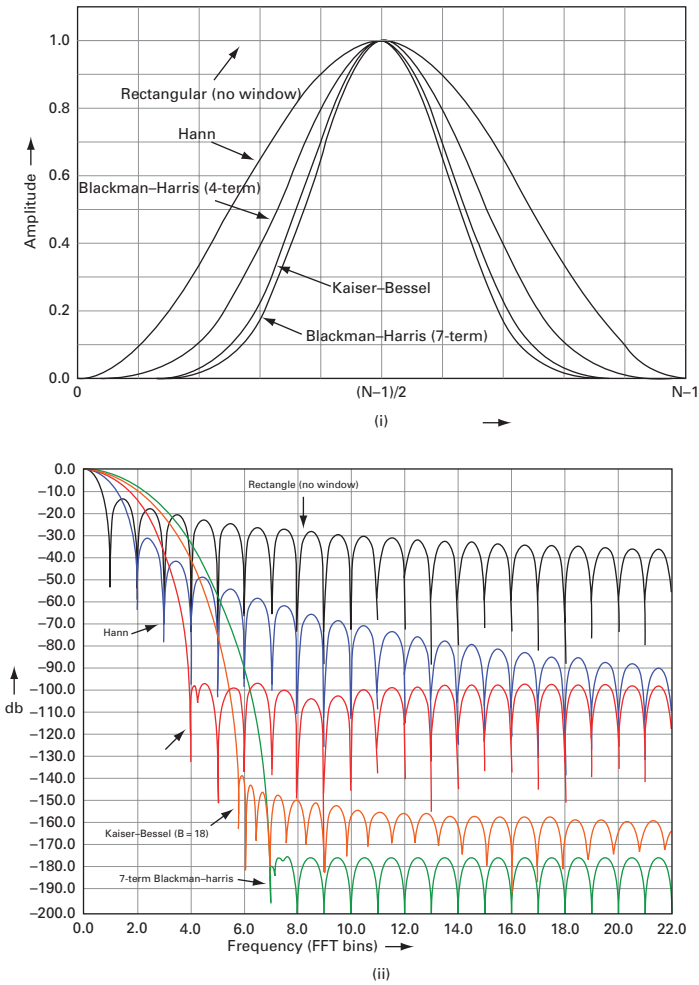 1.0
Rectangular (no window)
0.8
Hann
0.6
Blackman–Harris (4-term)
Amplitude
0.4
Kaiser–Bessel
0.2
Blackman–Harris (7-term)
0.0
0
(N–1)/2
N–1
(i)
0.0
–10.0
Rectangle (no window)
–20.0
–30.0
–40.0
–50.0
–60.0
–70.0
Hann
–80.0
–90.0
–100.0
db
–110.0
–120.0
–130.0
–140.0
–150.0
–160.0
Kaiser–Bessel (B = 18)
–170.0
–180.0
7-term Blackman–harris
–190.0
–200.0
0.0 2.0 4.0 6.0 8.0 10.0 12.0 14.0 16.0 18.0 20.0 22.0
Frequency (FFT bins)
(ii)